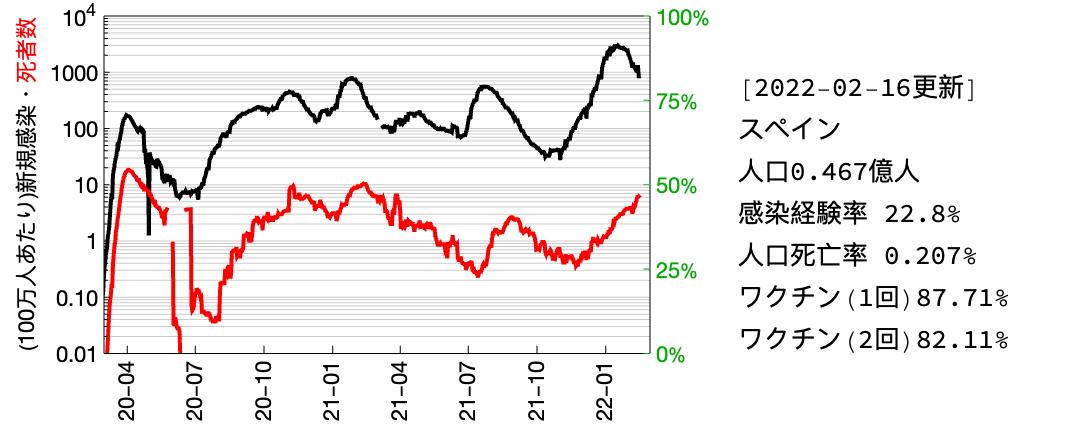 (100万人あたり)新規感染・死者数
10^4
1000
100
10
1
0.10
0.01
100%
75%
50%
25%
0%
20-04
20-07
20-10
21-01
21-04
21-07
21-10
22-01
[2022-02-16更新]
スペイン
人口0.467億人
感染経験率 22.8%
人口死亡率 0.207%
ワクチン(1回)87.71%
ワクチン(2回)82.11%